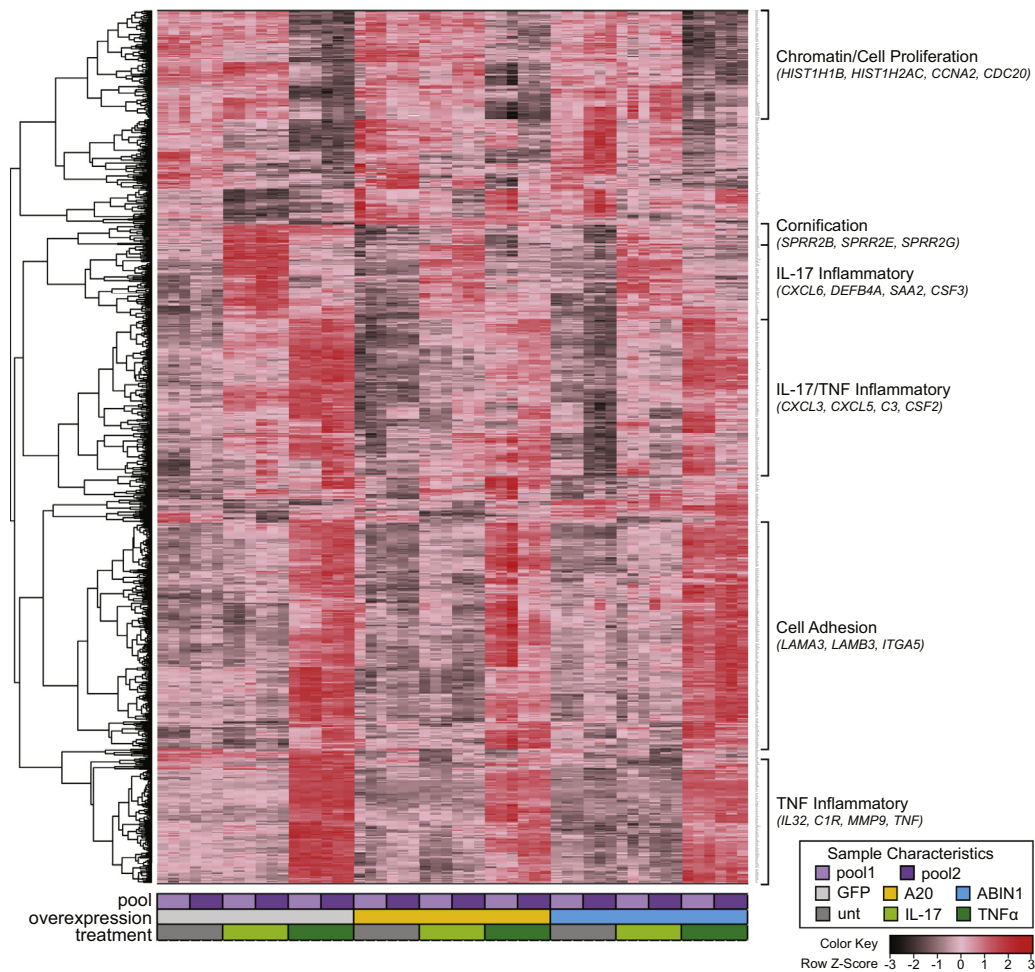 Chromatin/Cell Proliferation
(HIST1H1B, HIST1H2AC, CCNA2, CDC20)
Cornification
(SPRR2B, SPRR2E, SPRR2G)
IL-17 Inflammatory
(CXCL6, DEFB4A, SAA2, CSF3)
IL-17/TNF Inflammatory
(CXCL3, CXCL5, C3, CSF2)
Cell Adhesion
(LAMA3, LAMB3, ITGA5)
TNF Inflammatory
(IL32, C1R, MMP9, TNF)
pool
overexpression
treatment
Sample Characteristics
pool1 pool2
GFP A20 ABIN1
unt IL-17 TNFα
Color Key
Row Z-Score -3 -2 -1 0 1 2 3